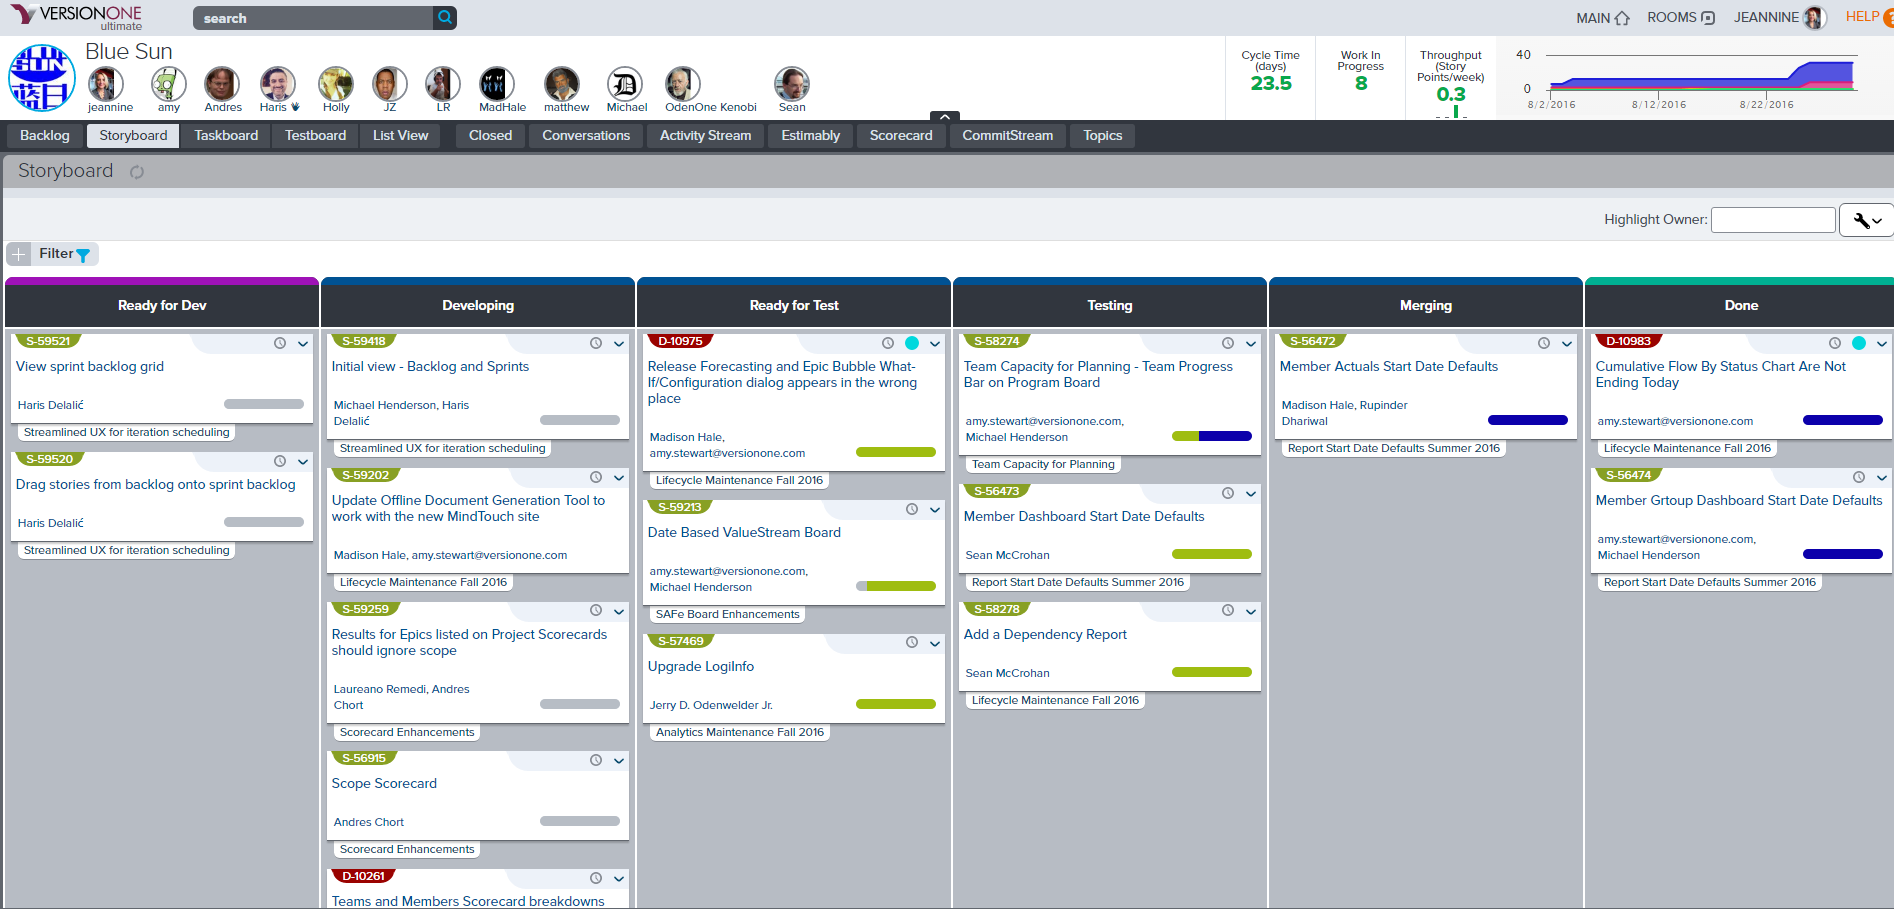 VERSIONONE
ultimate
search
MAIN
ROOMS
JEANNINE
HELP
?
Blue Sun
BLUE
SUN
蓝日
jeannine
amy
Andres
Haris
Holly
JZ
LR
MadHale
matthew
D
Michael
OdenOne Kenobi
Sean
Cycle Time
(days)
23.5
Work In
Progress
8
Throughput
(Story
Points/week)
0.3
40
0
8/2/2016
8/12/2016
8/22/2016
Backlog
Storyboard
Taskboard
Testboard
List View
Closed
Conversations
Activity Stream
Estimably
Scorecard
CommitStream
Topics
Storyboard
Highlight Owner:
Filter
Ready for Dev
S-59521
View sprint backlog grid
Haris Delalić
Streamlined UX for iteration scheduling
S-59520
Drag stories from backlog onto sprint backlog
Haris Delalić
Streamlined UX for iteration scheduling
Developing
S-59418
Initial view - Backlog and Sprints
Michael Henderson, Haris
Delalić
Streamlined UX for iteration scheduling
S-59202
Update Offline Document Generation Tool to
work with the new MindTouch site
Madison Hale, amy.stewart@versionone.com
Lifecycle Maintenance Fall 2016
S-59259
Results for Epics listed on Project Scorecards
should ignore scope
Laureano Remedi, Andres
Chort
Scorecard Enhancements
S-56915
Scope Scorecard
Andres Chort
Scorecard Enhancements
D-10261
Teams and Members Scorecard breakdowns
Ready for Test
D-10975
Release Forecasting and Epic Bubble What-
If/Configuration dialog appears in the wrong
place
Madison Hale,
amy.stewart@versionone.com
Lifecycle Maintenance Fall 2016
S-59213
Date Based ValueStream Board
amy.stewart@versionone.com,
Michael Henderson
SAFe Board Enhancements
S-57469
Upgrade LogiInfo
Jerry D. Odenwelder Jr.
Analytics Maintenance Fall 2016
Testing
S-58274
Team Capacity for Planning - Team Progress
Bar on Program Board
amy.stewart@versionone.com,
Michael Henderson
Team Capacity for Planning
S-56473
Member Dashboard Start Date Defaults
Sean McCrohan
Report Start Date Defaults Summer 2016
S-58278
Add a Dependency Report
Sean McCrohan
Lifecycle Maintenance Fall 2016
Merging
S-56472
Member Actuals Start Date Defaults
Madison Hale, Rupinder
Dhariwal
Report Start Date Defaults Summer 2016
Done
D-10983
Cumulative Flow By Status Chart Are Not
Ending Today
amy.stewart@versionone.com
Lifecycle Maintenance Fall 2016
S-56474
Member Grtoup Dashboard Start Date Defaults
amy.stewart@versionone.com,
Michael Henderson
Report Start Date Defaults Summer 2016